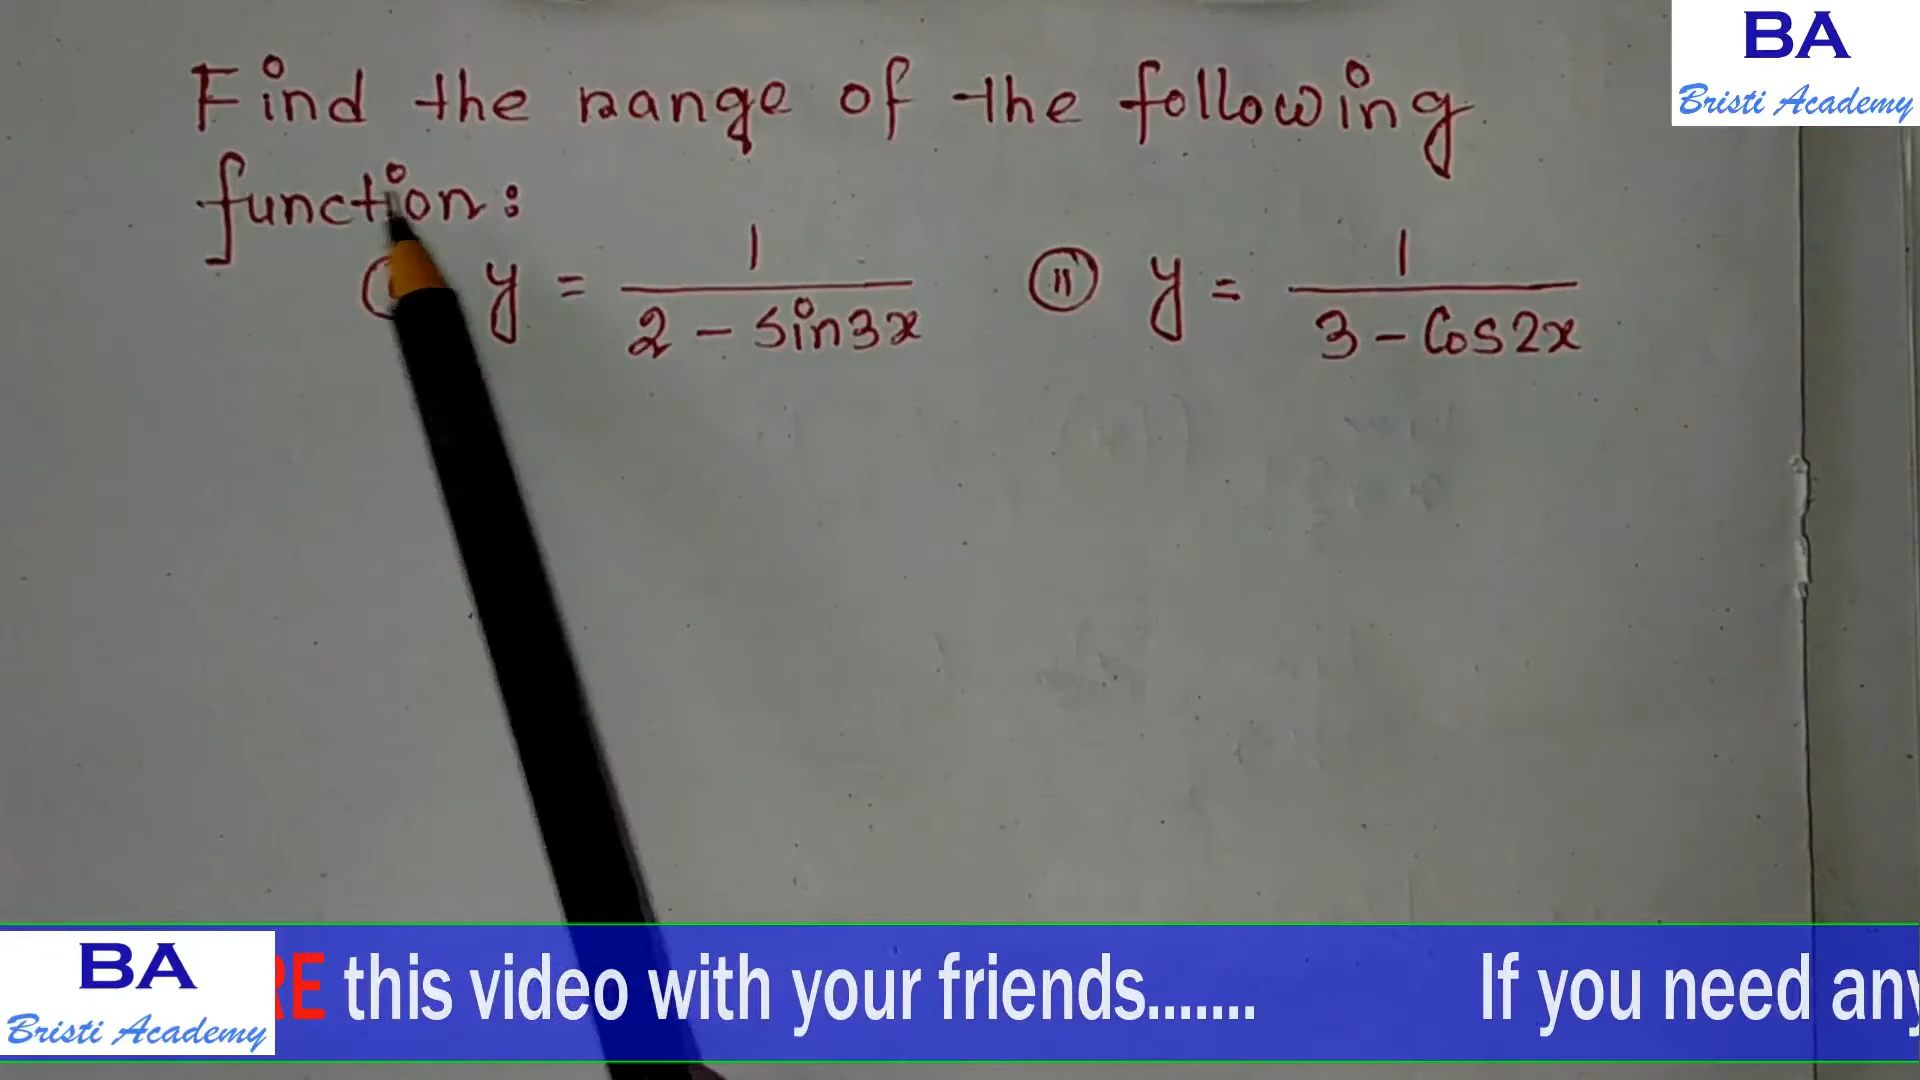 BA
Bristi Academy
Find the range of the following
function:
y = 1 / (2 - sin3x) (ii) y = 1 / (3 - Cos2x)
BA
Bristi Academy
RE this video with your friends....... If you need any